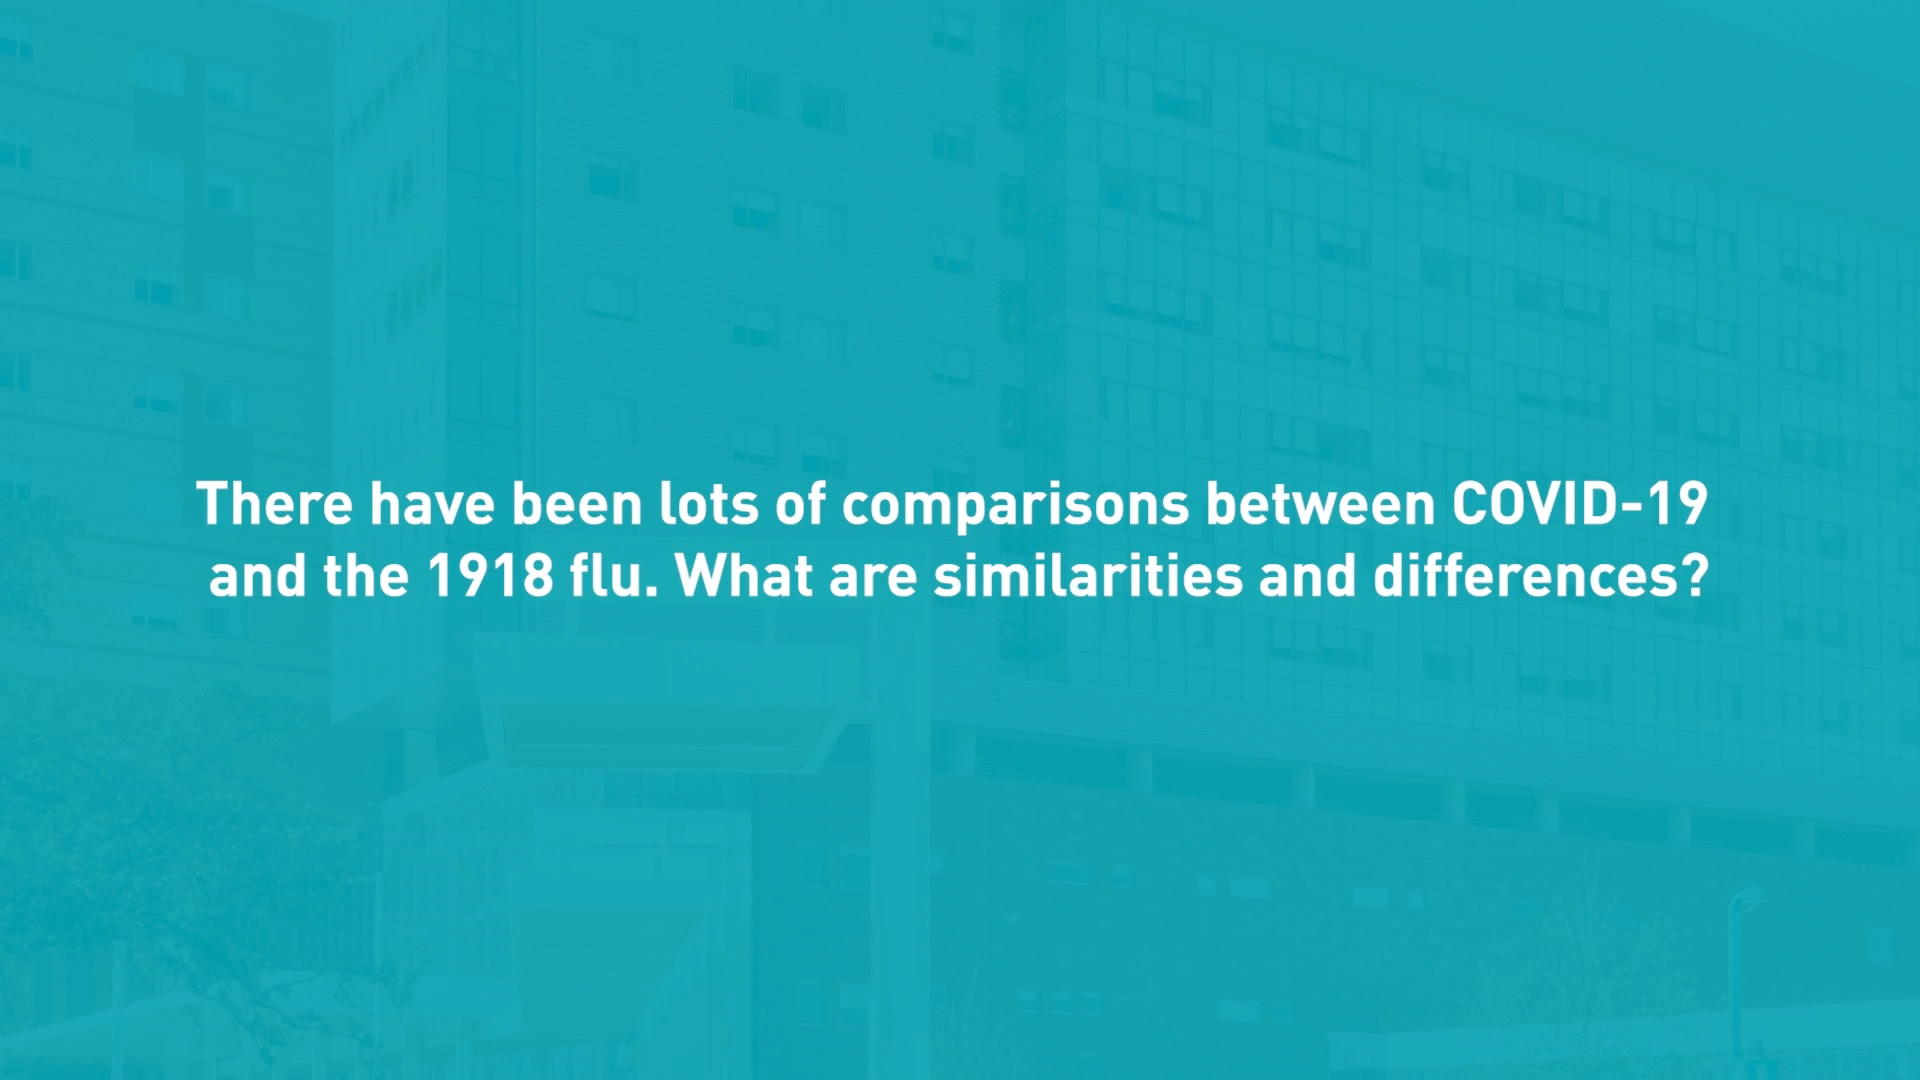 There have been lots of comparisons between COVID-19
and the 1918 flu. What are similarities and differences?